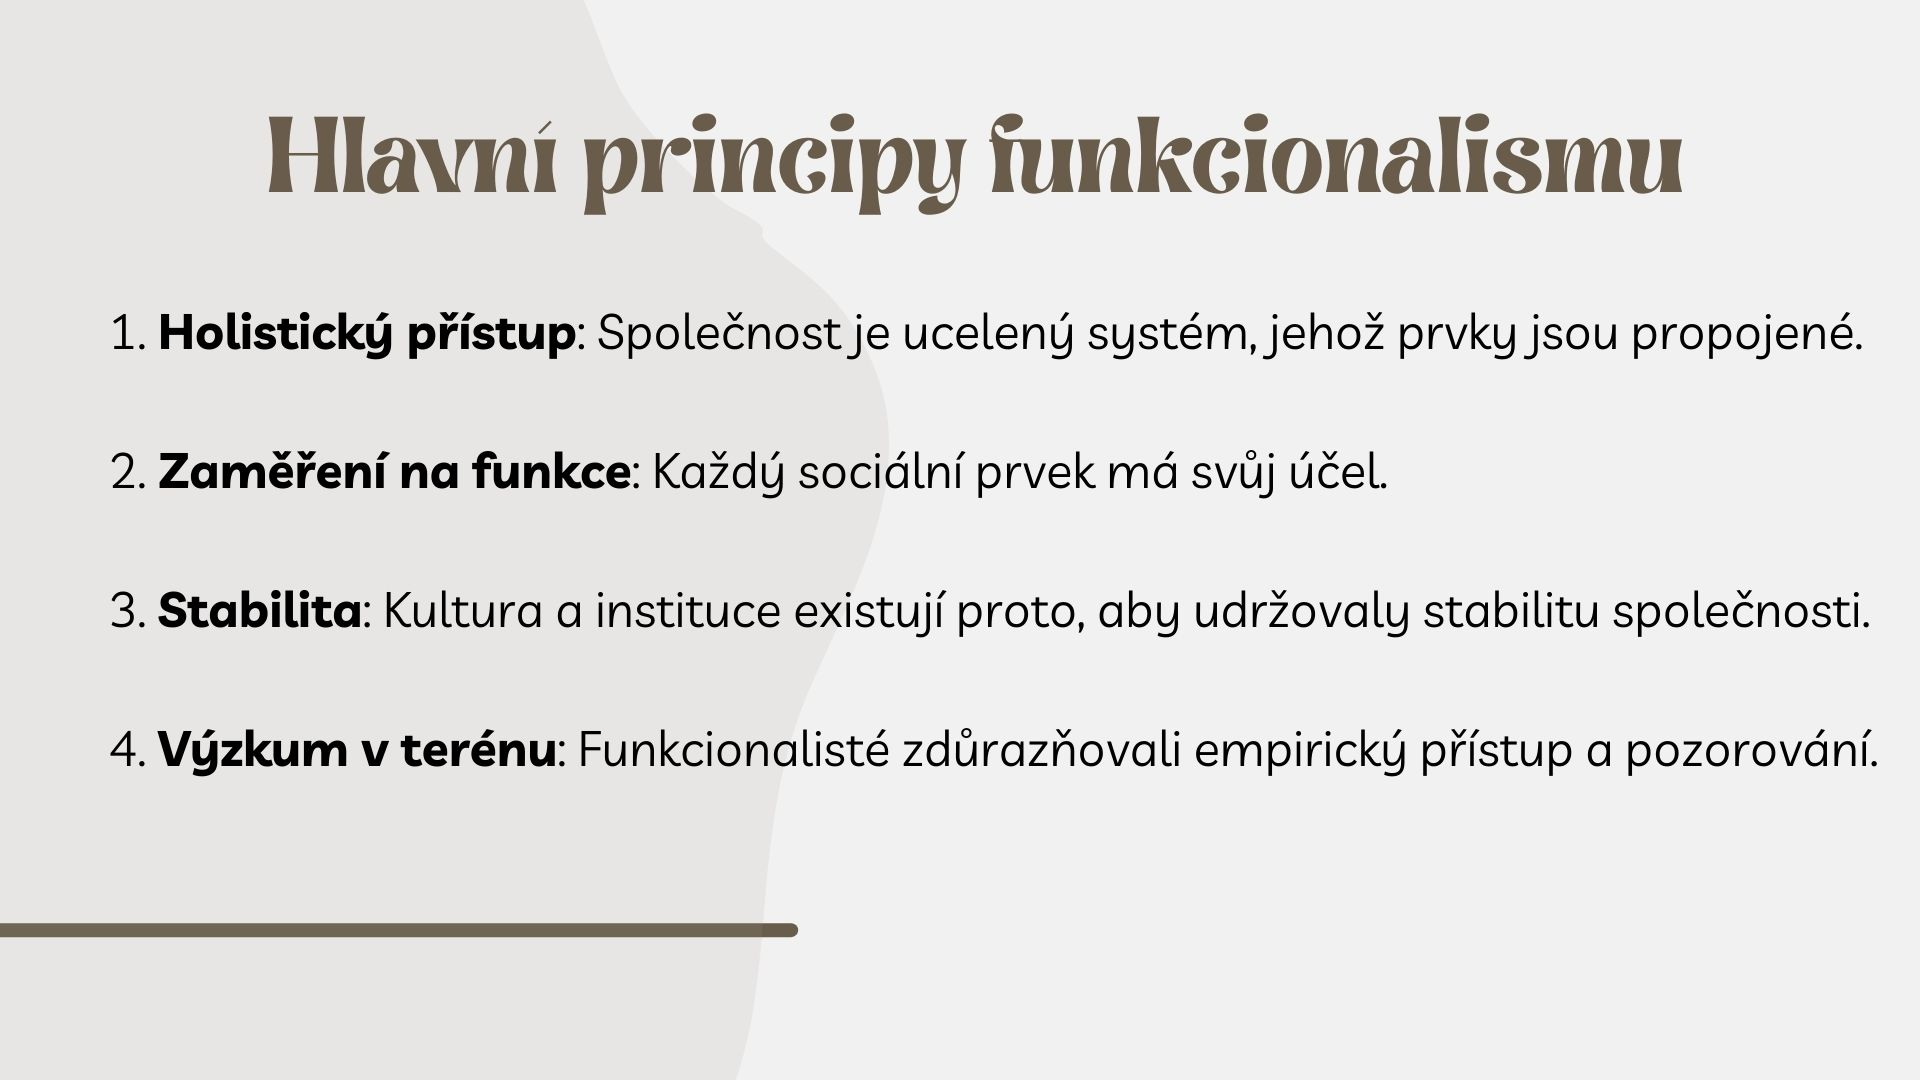 Hlavní principy funkcionalismu
1. Holistický přístup: Společnost je ucelený systém, jehož prvky jsou propojené.
2. Zaměření na funkce: Každý sociální prvek má svůj účel.
3. Stabilita: Kultura a instituce existují proto, aby udržovaly stabilitu společnosti.
4. Výzkum v terénu: Funkcionalisté zdůrazňovali empirický přístup a pozorování.